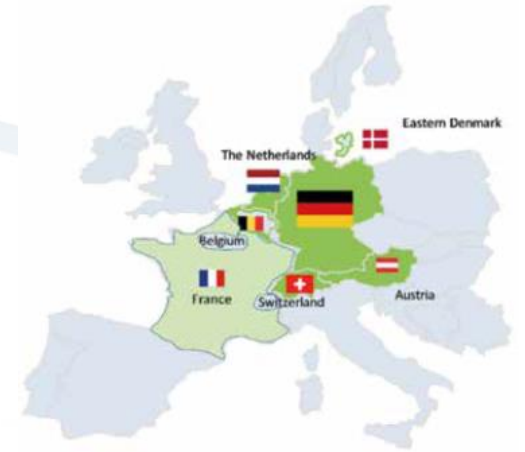 Eastern Denmark
The Netherlands
Belgium
France
Switzerland
Austria